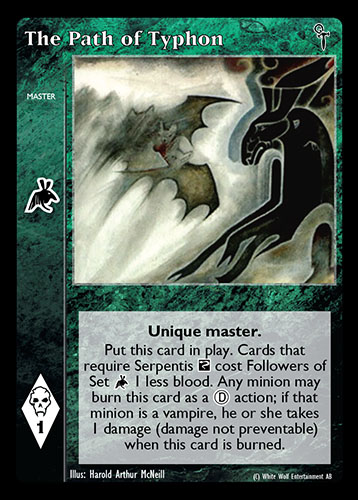 The Path of Typhon
MASTER
Unique master.
Put this card in play. Cards that
require Serpentis cost Followers of
Set 1 less blood. Any minion may
burn this card as a D action; if that
minion is a vampire, he or she takes
1 damage (damage not preventable)
when this card is burned.
1
Illus: Harold Arthur McNeill
(C) White Wolf Entertainment AB